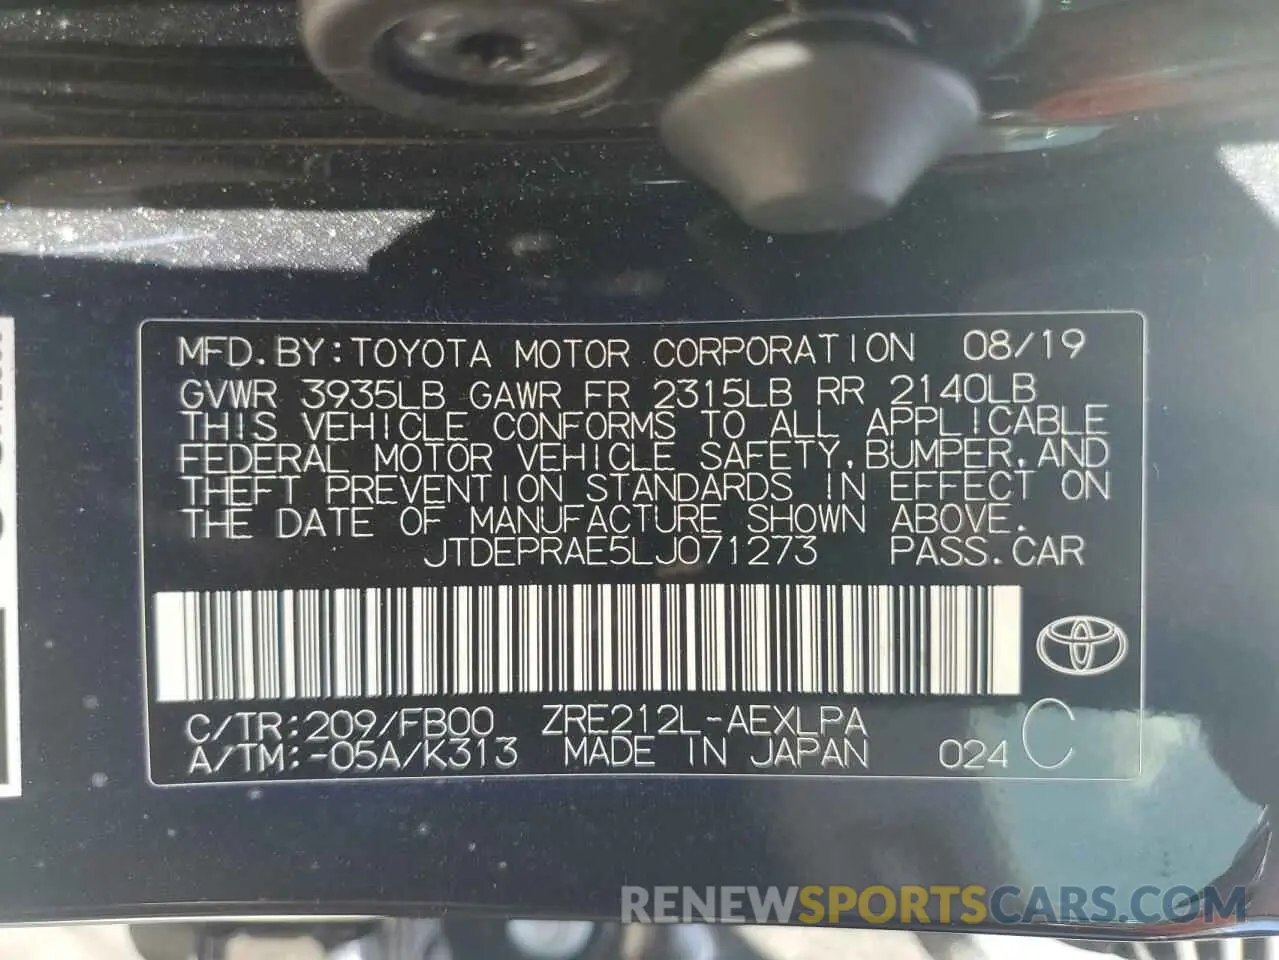 MFD.BY:TOYOTA MOTOR CORPORATION 08/19
GVWR 3935LB GAWR FR 2315LB RR 2140LB
THIS VEHICLE CONFORMS TO ALL APPLICABLE
FEDERAL MOTOR VEHICLE SAFETY,BUMPER,AND
THEFT PREVENTION STANDARDS IN EFFECT ON
THE DATE OF MANUFACTURE SHOWN ABOVE.
JTDEPRAE5LJ071273 PASS.CAR
C/TR:209/FB00 ZRE212L-AEXLPA
A/TM:-05A/K313 MADE IN JAPAN 024 C
RENEWSPORTSCARS.COM